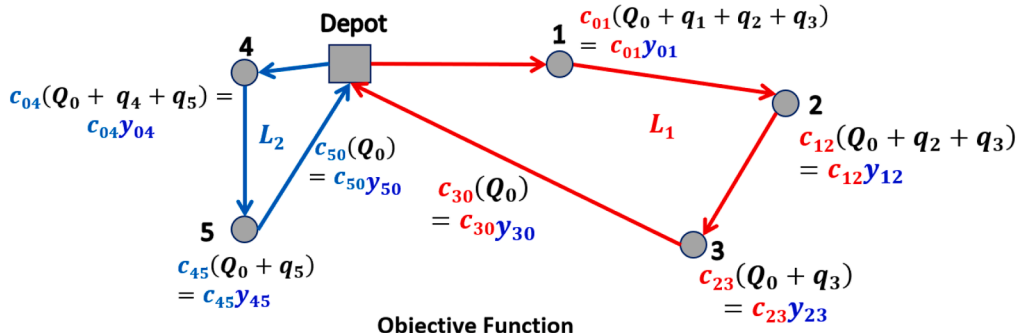 Depot
1
c₀₁(Q₀ + q₁ + q₂ + q₃)
= c₀₁y₀₁
4
c₀₄(Q₀ + q₄ + q₅) =
c₀₄y₀₄
L₂
L₁
2
c₁₂(Q₀ + q₂ + q₃)
= c₁₂y₁₂
c₅₀(Q₀)
= c₅₀y₅₀
c₃₀(Q₀)
= c₃₀y₃₀
5
c₄₅(Q₀ + q₅)
= c₄₅y₄₅
3
c₂₃(Q₀ + q₃)
= c₂₃y₂₃
Objective Function